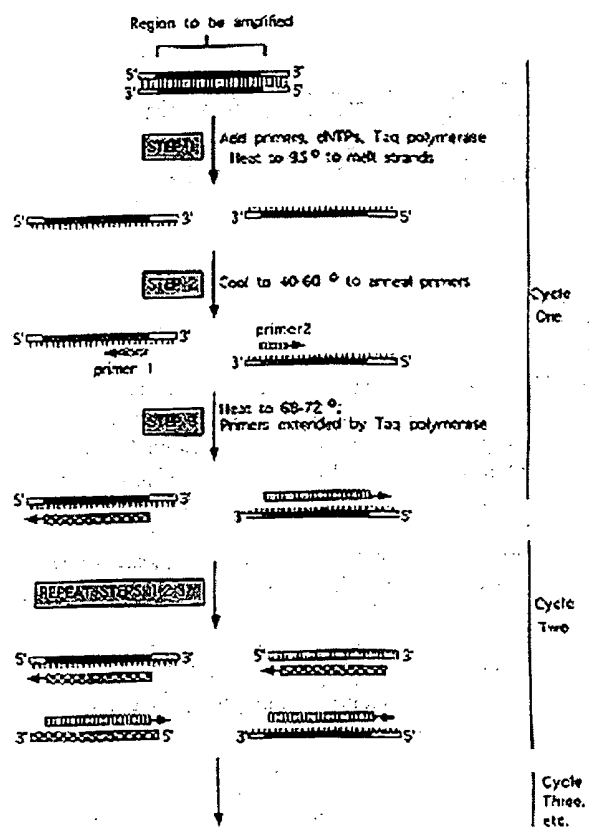 Region to be amplified
5' 3'
3' 5'
STEP 1
Add primers, dNTPs, Taq polymerase
Heat to 95° to melt strands
5' 3' 3' 5'
STEP 2
Cool to 40-60 ° to anneal primers
Cycle
One
5' 3'
primer 1
primer2
3' 5'
STEP 3
Heat to 68-72 °;
Primers extended by Taq polymerase
5' 3' 3' 5'
REPEAT STEPS 1, 2, 3
Cycle
Two
5' 3' 5' 3'
3' 5' 3' 5'
Cycle
Three,
etc.